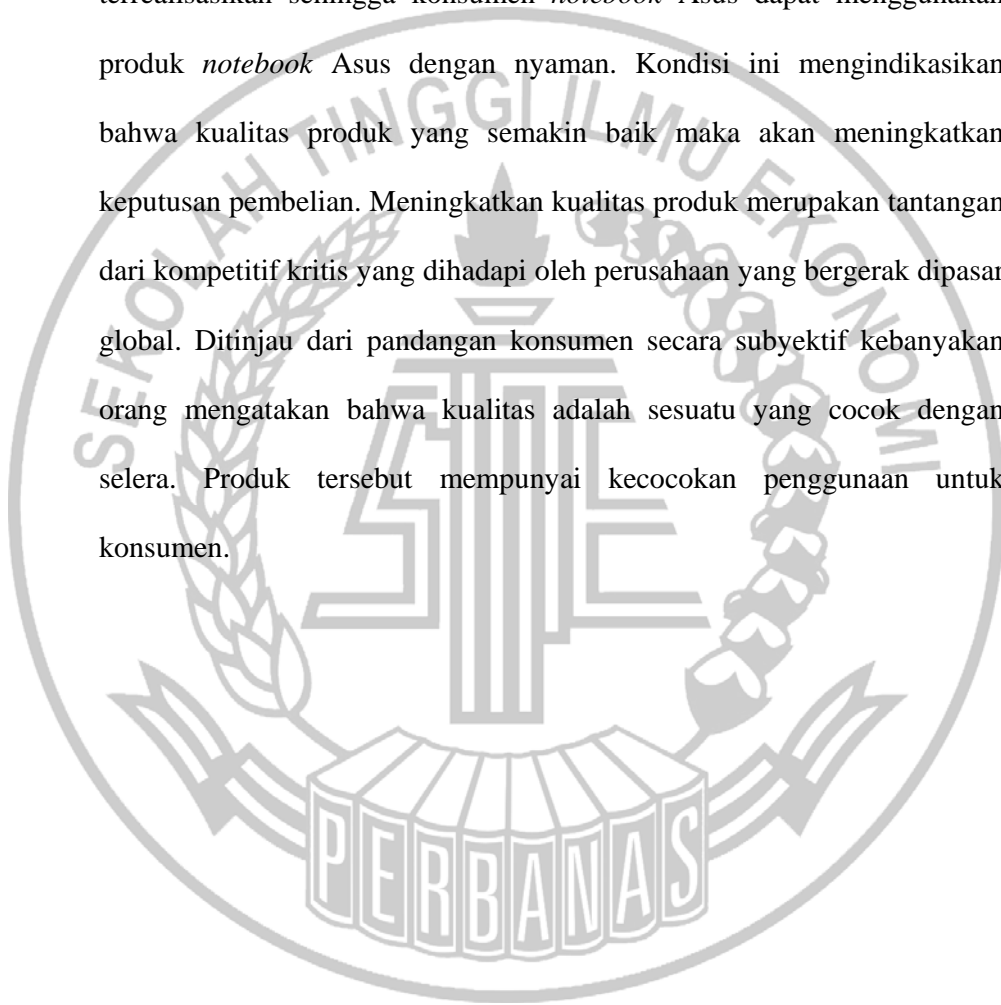 terrealisasikan sehingga konsumen notebook Asus dapat menggunakan
produk notebook Asus dengan nyaman. Kondisi ini mengindikasikan
bahwa kualitas produk yang semakin baik maka akan meningkatkan
keputusan pembelian. Meningkatkan kualitas produk merupakan tantangan
dari kompetitif kritis yang dihadapi oleh perusahaan yang bergerak dipasar
global. Ditinjau dari pandangan konsumen secara subyektif kebanyakan
orang mengatakan bahwa kualitas adalah sesuatu yang cocok dengan
selera. Produk tersebut mempunyai kecocokan penggunaan untuk
konsumen.
SEKOLAH TINGGI ILMU EKONOMI
PERBANAS